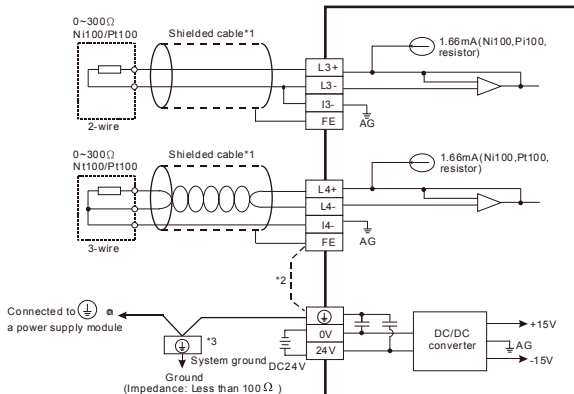 0~300Ω
Ni100/Pt100
Shielded cable*1
2-wire
L3+
L3-
I3-
FE
AG
1.66mA(Ni100,Pi100,
resistor)
0~300Ω
Nt100/Pt100
Shielded cable*1
3-wire
L4+
L4-
I4-
FE
AG
1.66mA(Ni100,Pt100,
resistor)
*2
Connected to
a power supply module
*3
System ground
Ground
(Impedance: Less than 100Ω)
0V
24V
DC24V
DC/DC
converter
+15V
AG
-15V